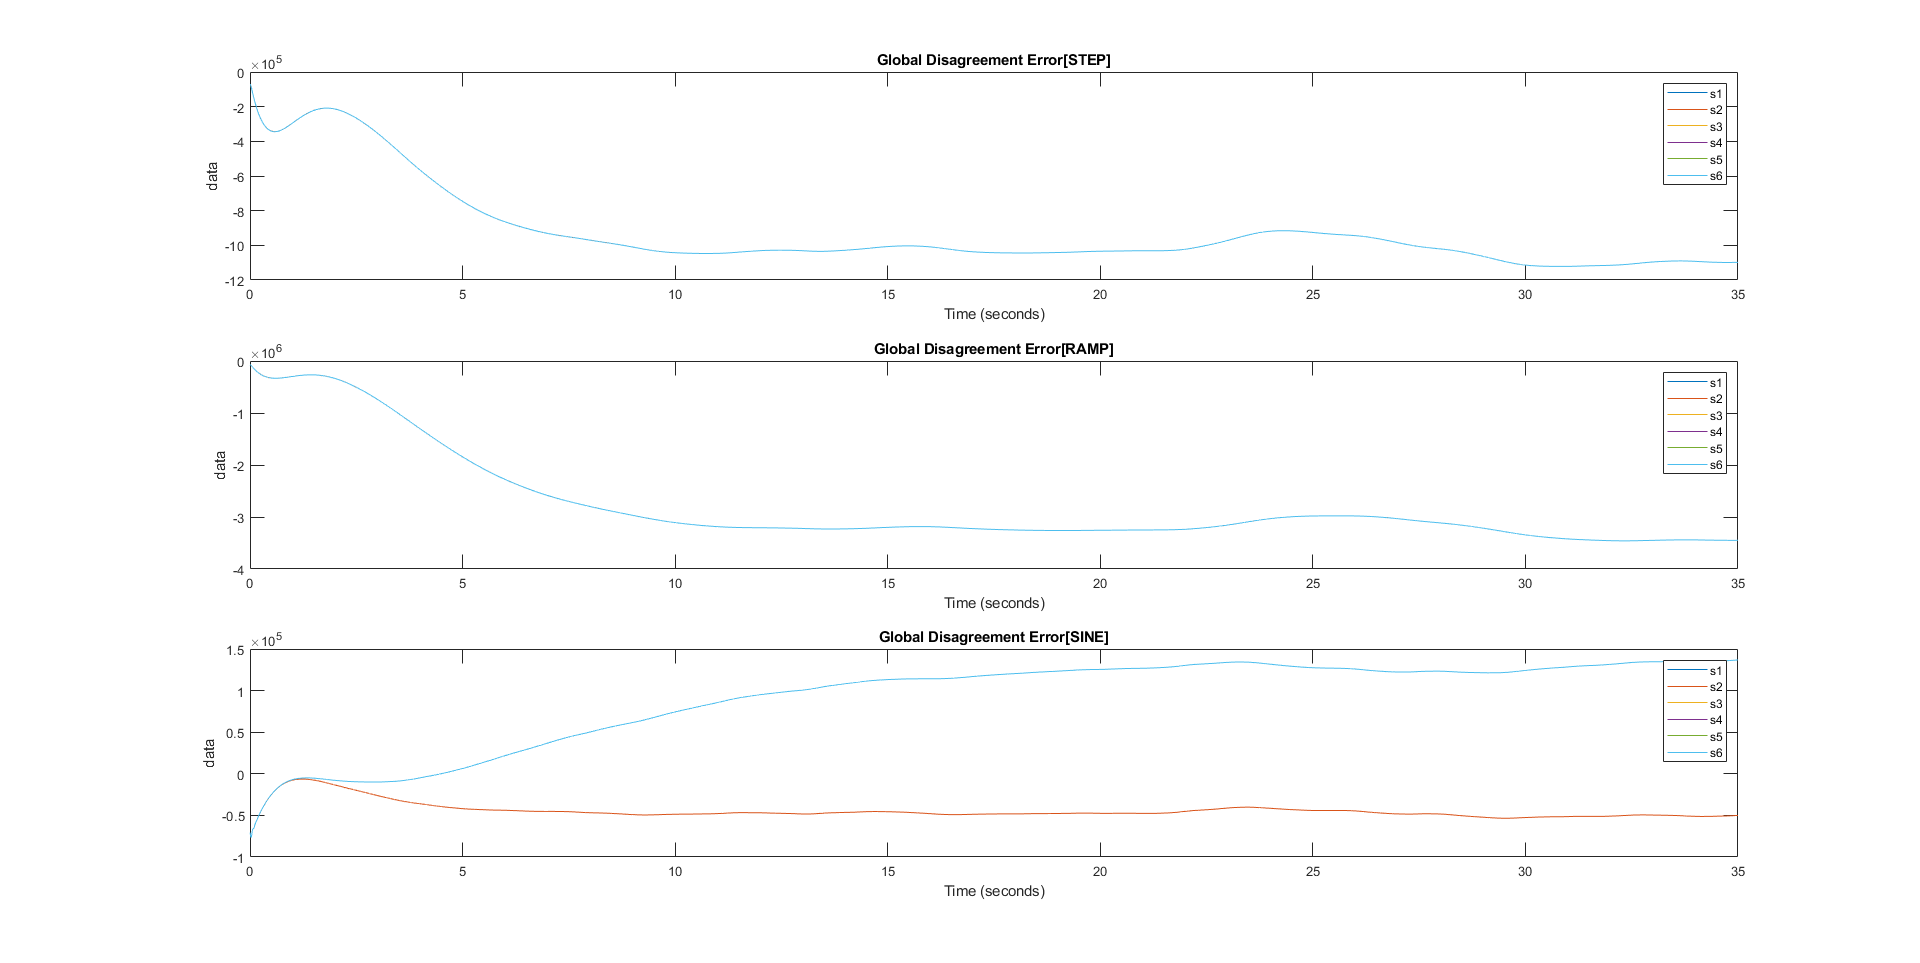 Global Disagreement Error[STEP]
×10^5
0
-2
-4
-6
-8
-10
-12
data
0 5 10 15 20 25 30 35
Time (seconds)
s1
s2
s3
s4
s5
s6
Global Disagreement Error[RAMP]
×10^6
0
-1
-2
-3
-4
data
0 5 10 15 20 25 30 35
Time (seconds)
s1
s2
s3
s4
s5
s6
Global Disagreement Error[SINE]
×10^5
1.5
1
0.5
0
-0.5
-1
data
0 5 10 15 20 25 30 35
Time (seconds)
s1
s2
s3
s4
s5
s6